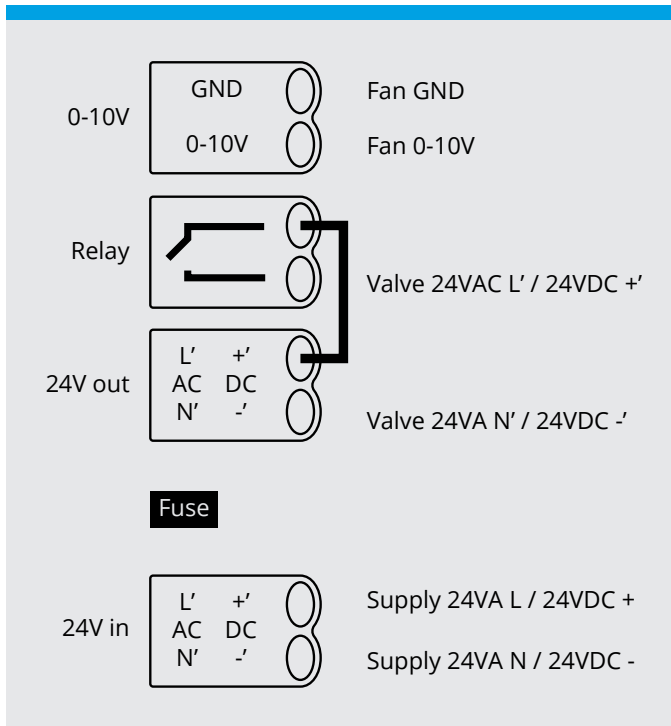 0-10V
GND
0-10V
Fan GND
Fan 0-10V
Relay
Valve 24VAC L’ / 24VDC +’
24V out
L’ +’
AC DC
N’ -’
Valve 24VA N’ / 24VDC -’
Fuse
24V in
L’ +’
AC DC
N’ -’
Supply 24VA L / 24VDC +
Supply 24VA N / 24VDC -